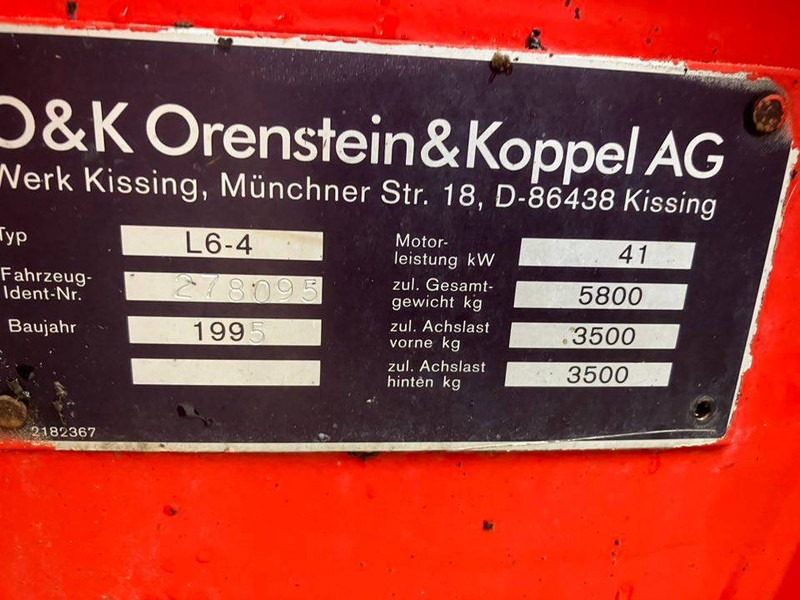 O&K Orenstein&Koppel AG
Werk Kissing, Münchner Str. 18, D-86438 Kissing
Typ L6-4
Fahrzeug-
Ident-Nr. 278095
Baujahr 1995
Motor-
leistung kW 41
zul. Gesamt-
gewicht kg 5800
zul. Achslast
vorne kg 3500
zul. Achslast
hinten kg 3500
2182367